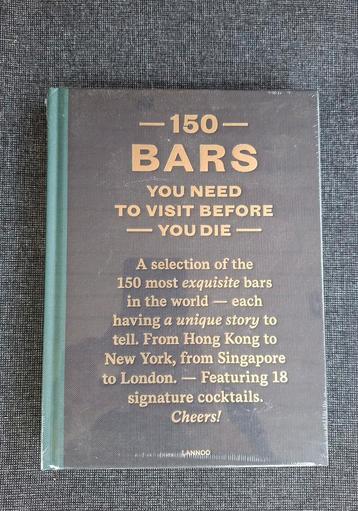 — 150 —
BARS
YOU NEED
TO VISIT BEFORE
— YOU DIE —
A selection of the
150 most exquisite bars
in the world — each
having a unique story to
tell. From Hong Kong to
New York, from Singapore
to London. — Featuring 18
signature cocktails.
Cheers!
LANNOO